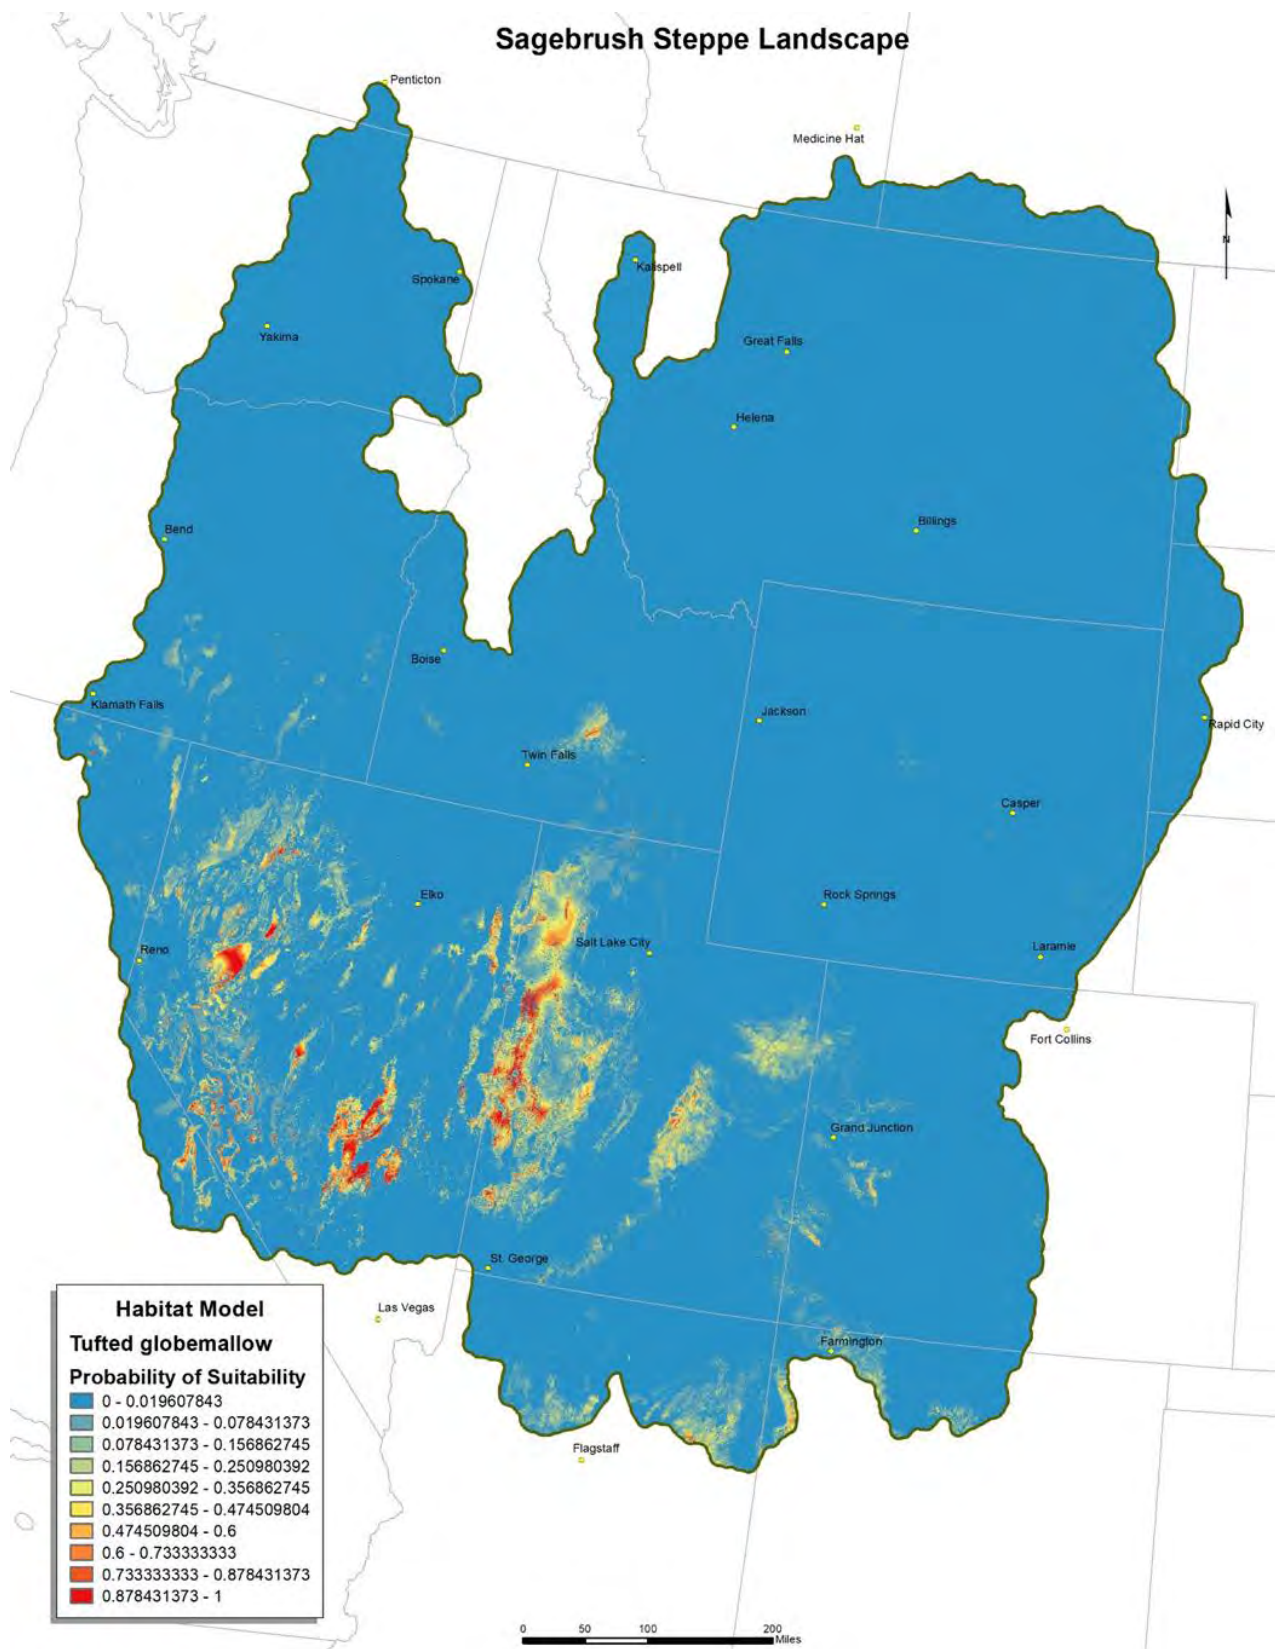 Sagebrush Steppe Landscape
Penticton
Medicine Hat
N
Kalispell
Spokane
Yakima
Great Falls
Helena
Billings
Bend
Boise
Klamath Falls
Jackson
Rapid City
Twin Falls
Casper
Elko
Rock Springs
Reno
Salt Lake City
Laramie
Fort Collins
Grand Junction
St. George
Las Vegas
Farmington
Flagstaff
Habitat Model
Tufted globemallow
Probability of Suitability
0 - 0.019607843
0.019607843 - 0.078431373
0.078431373 - 0.156862745
0.156862745 - 0.250980392
0.250980392 - 0.356862745
0.356862745 - 0.474509804
0.474509804 - 0.6
0.6 - 0.733333333
0.733333333 - 0.878431373
0.878431373 - 1
0 50 100 200
Miles